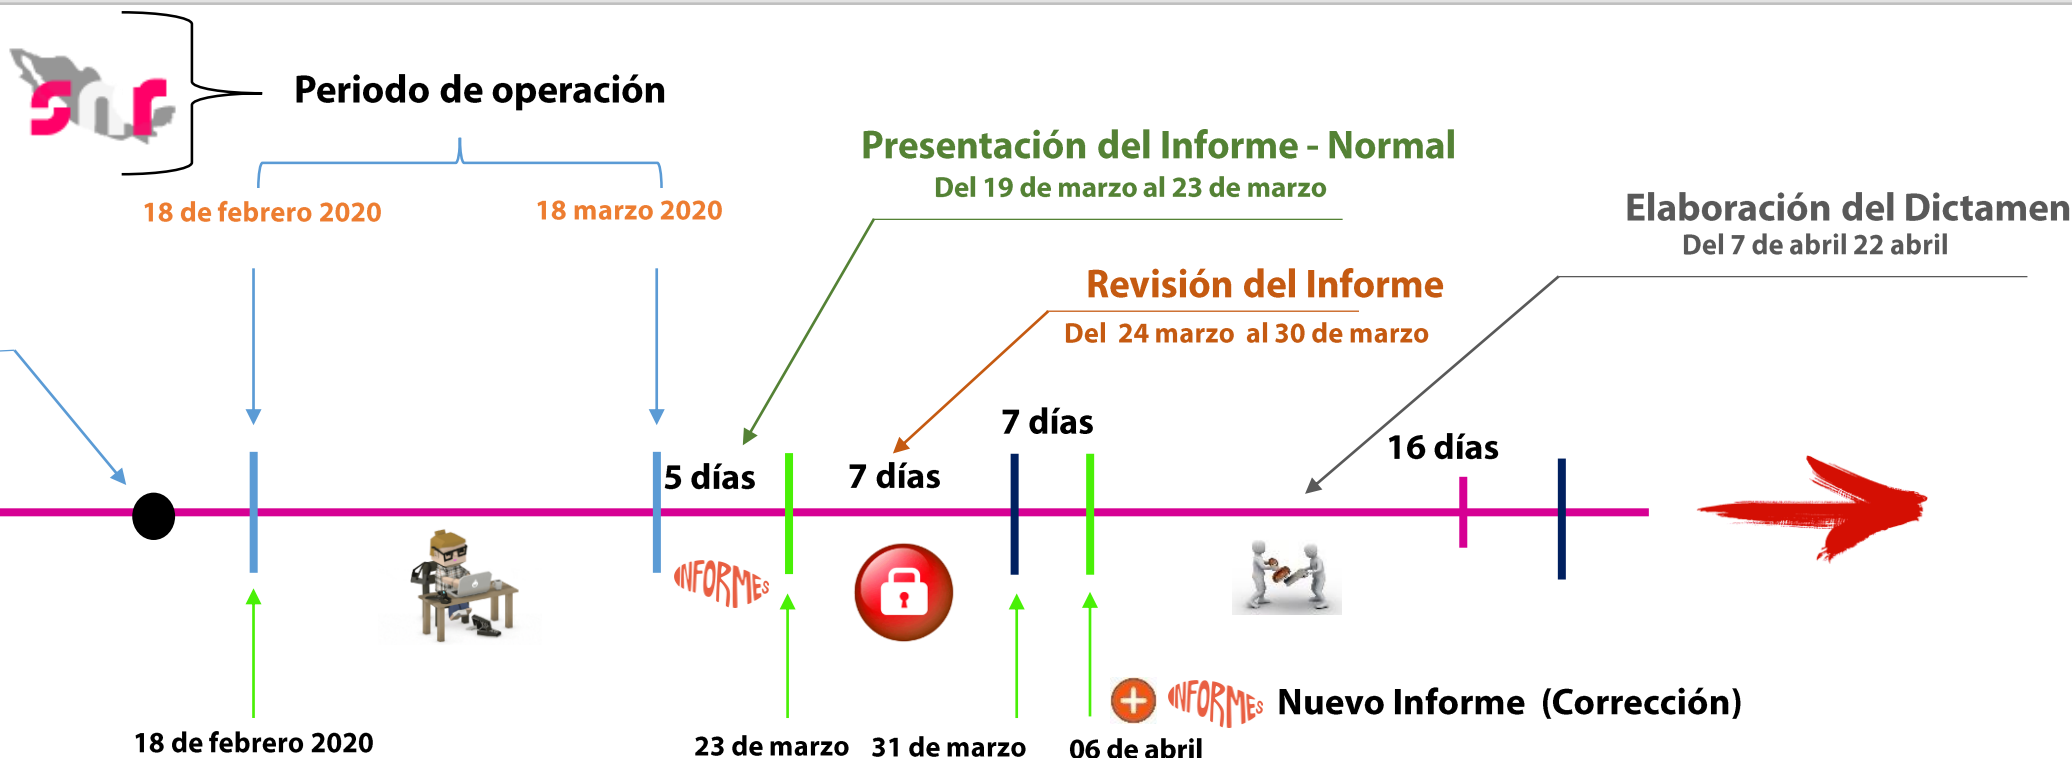 snr
Periodo de operación
18 de febrero 2020
18 marzo 2020
Presentación del Informe - Normal
Del 19 de marzo al 23 de marzo
Elaboración del Dictamen
Del 7 de abril 22 abril
Revisión del Informe
Del 24 marzo al 30 de marzo
5 días
7 días
7 días
16 días
INFORMEs
INFORMEs
Nuevo Informe (Corrección)
18 de febrero 2020
23 de marzo
31 de marzo
06 de abril